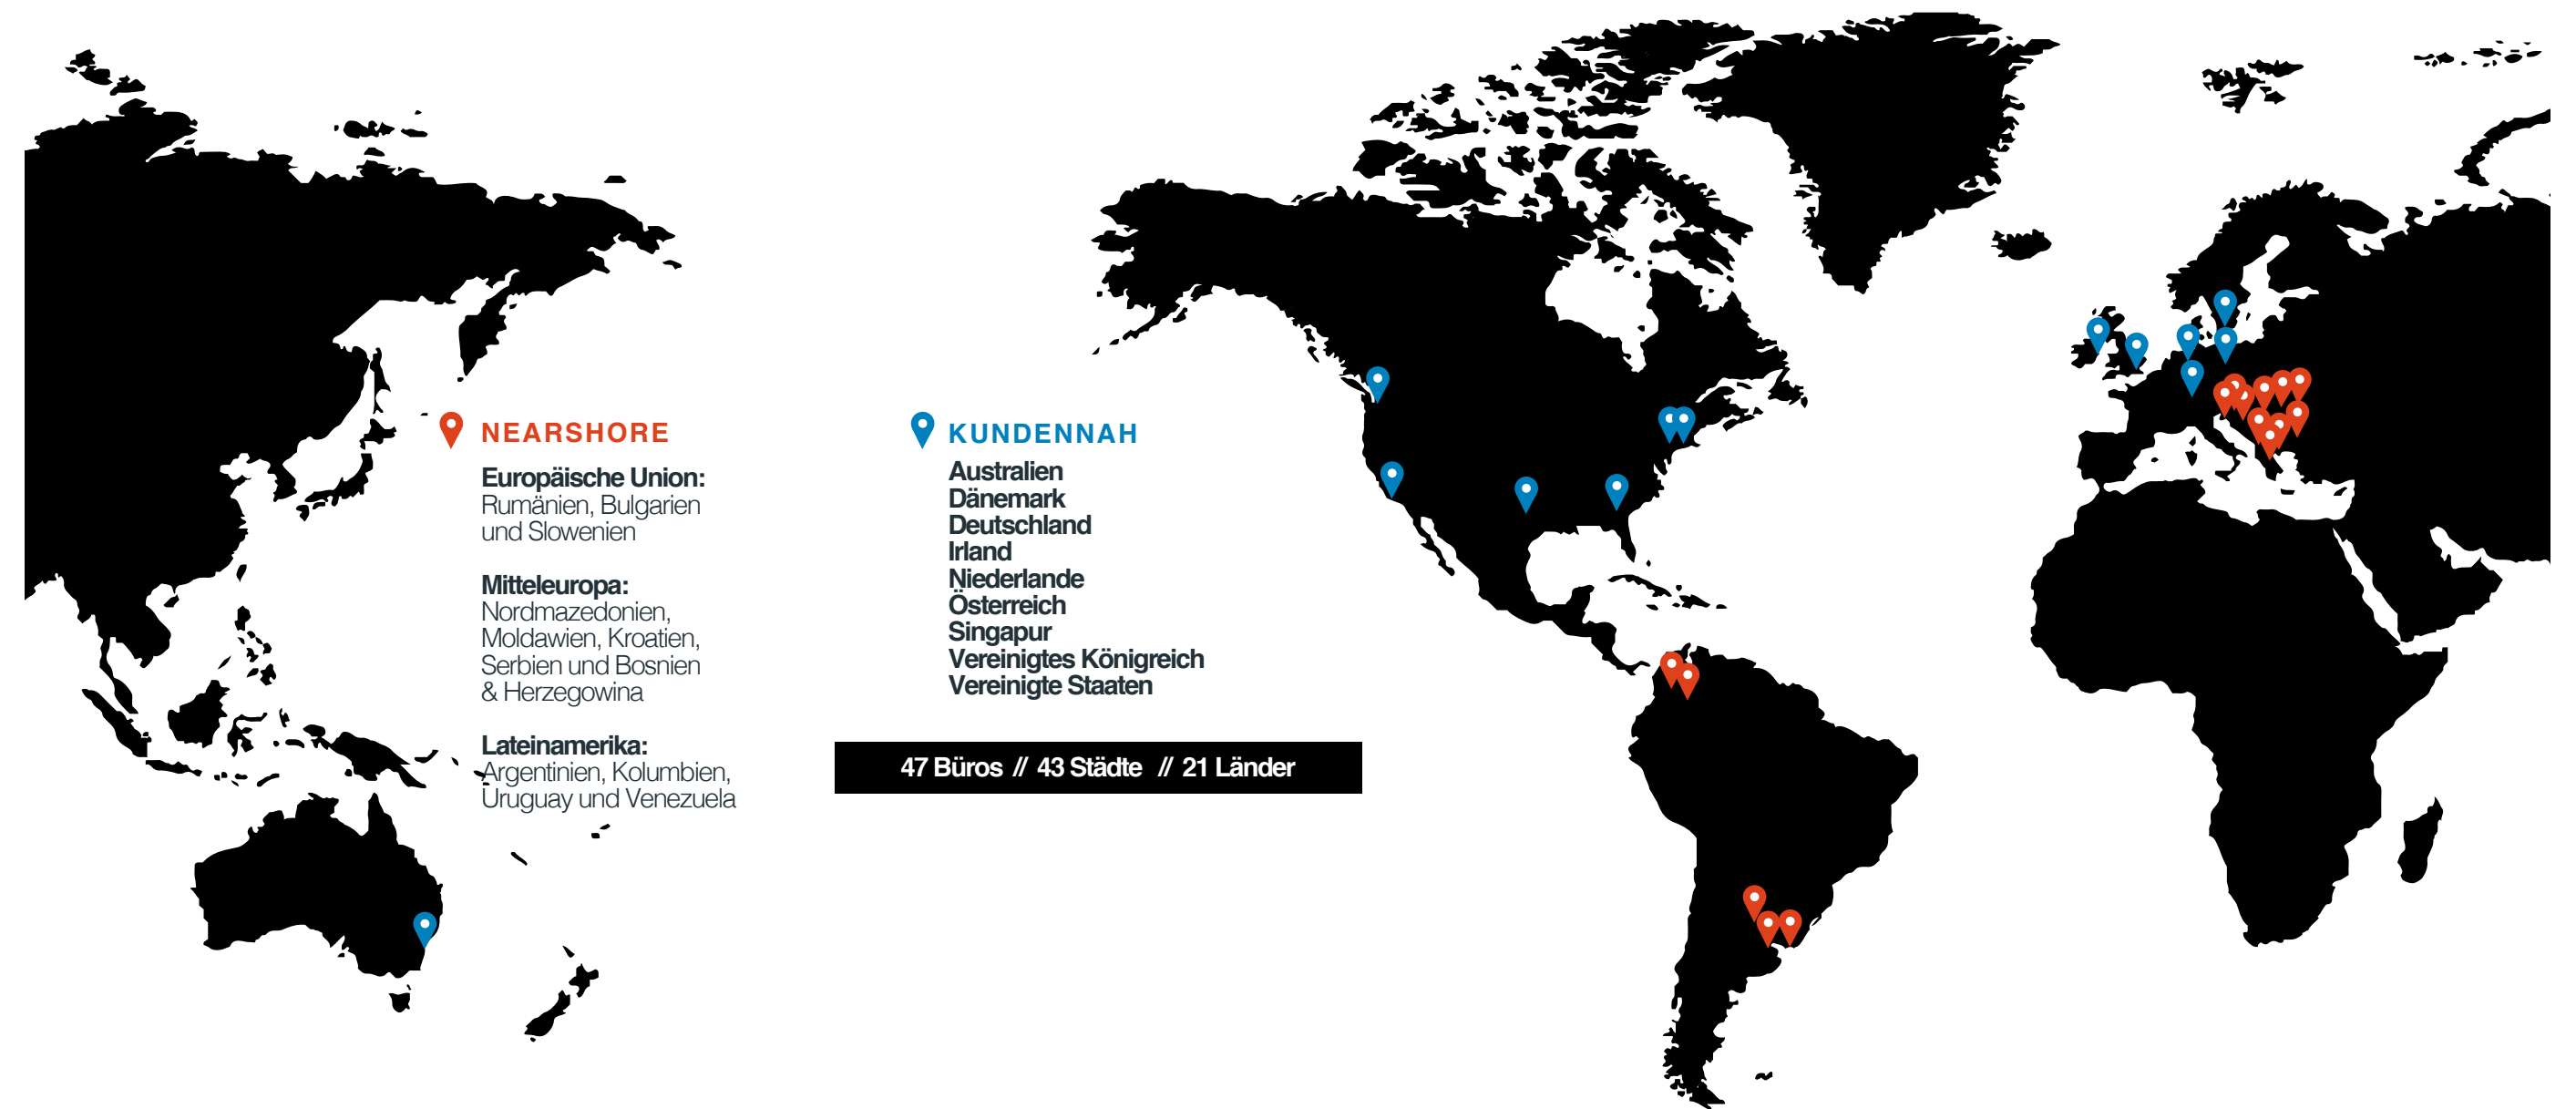 NEARSHORE
Europäische Union:
Rumänien, Bulgarien
und Slowenien
Mitteleuropa:
Nordmazedonien,
Moldawien, Kroatien,
Serbien und Bosnien
& Herzegowina
Lateinamerika:
Argentinien, Kolumbien,
Uruguay und Venezuela
KUNDENNAH
Australien
Dänemark
Deutschland
Irland
Niederlande
Österreich
Singapur
Vereinigtes Königreich
Vereinigte Staaten
47 Büros // 43 Städte // 21 Länder